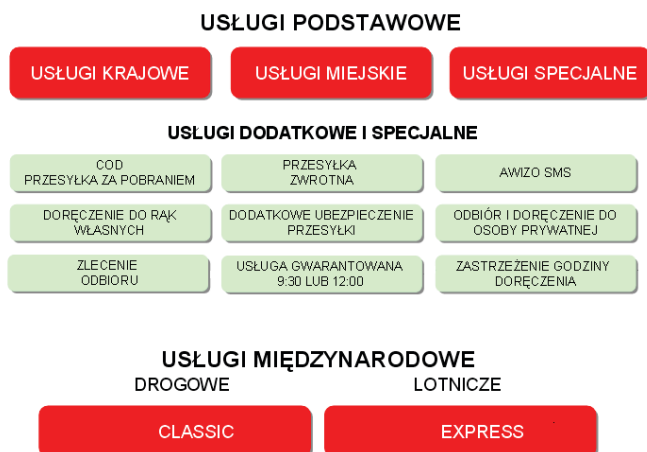 USŁUGI PODSTAWOWE
USŁUGI KRAJOWE
USŁUGI MIEJSKIE
USŁUGI SPECJALNE
USŁUGI DODATKOWE I SPECJALNE
COD
PRZESYŁKA ZA POBRANIEM
PRZESYŁKA
ZWROTNA
AWIZO SMS
DORĘCZENIE DO RĄK
WŁASNYCH
DODATKOWE UBEZPIECZENIE
PRZESYŁKI
ODBIÓR I DORĘCZENIE DO
OSOBY PRYWATNEJ
ZLECENIE
ODBIORU
USŁUGA GWARANTOWANA
9:30 LUB 12:00
ZASTRZEŻENIE GODZINY
DORĘCZENIA
USŁUGI MIĘDZYNARODOWE
DROGOWE
LOTNICZE
CLASSIC
EXPRESS